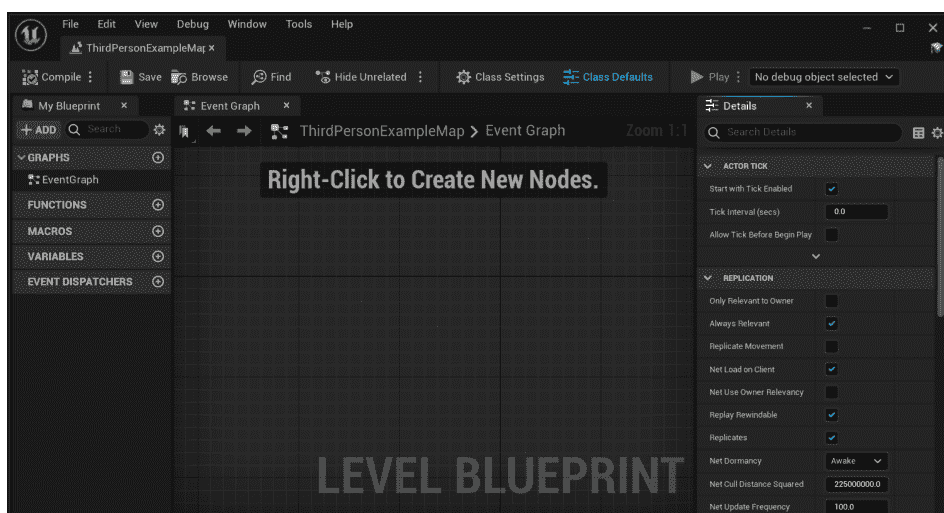 File Edit View Debug Window Tools Help
ThirdPersonExampleMap
Compile Save Browse Find Hide Unrelated Class Settings Class Defaults Play No debug object selected
My Blueprint
Event Graph
Details
+ ADD Search
ThirdPersonExampleMap > Event Graph Zoom 1:1
Search Details
GRAPHS
EventGraph
FUNCTIONS
MACROS
VARIABLES
EVENT DISPATCHERS
Right-Click to Create New Nodes.
LEVEL BLUEPRINT
ACTOR TICK
Start with Tick Enabled
Tick Interval (secs) 0.0
Allow Tick Before Begin Play
REPLICATION
Only Relevant to Owner
Always Relevant
Replicate Movement
Net Load on Client
Net Use Owner Relevancy
Replay Rewindable
Replicates
Net Dormancy Awake
Net Cull Distance Squared 225000000.0
Net Update Frequency 100.0